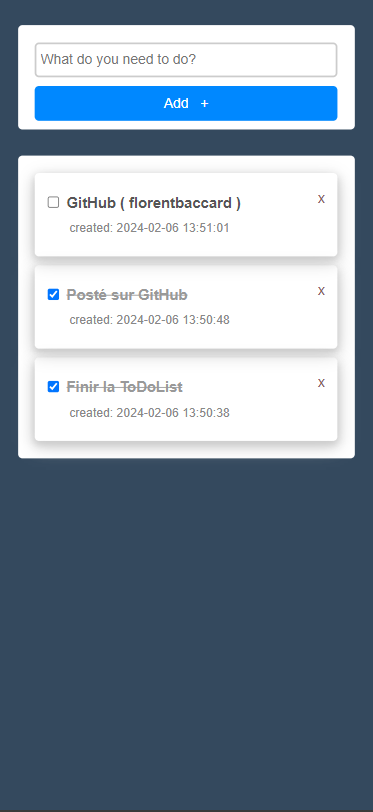 What do you need to do?
Add +
GitHub ( florentbaccard ) x
created: 2024-02-06 13:51:01
Posté sur GitHub x
created: 2024-02-06 13:50:48
Finir la ToDoList x
created: 2024-02-06 13:50:38